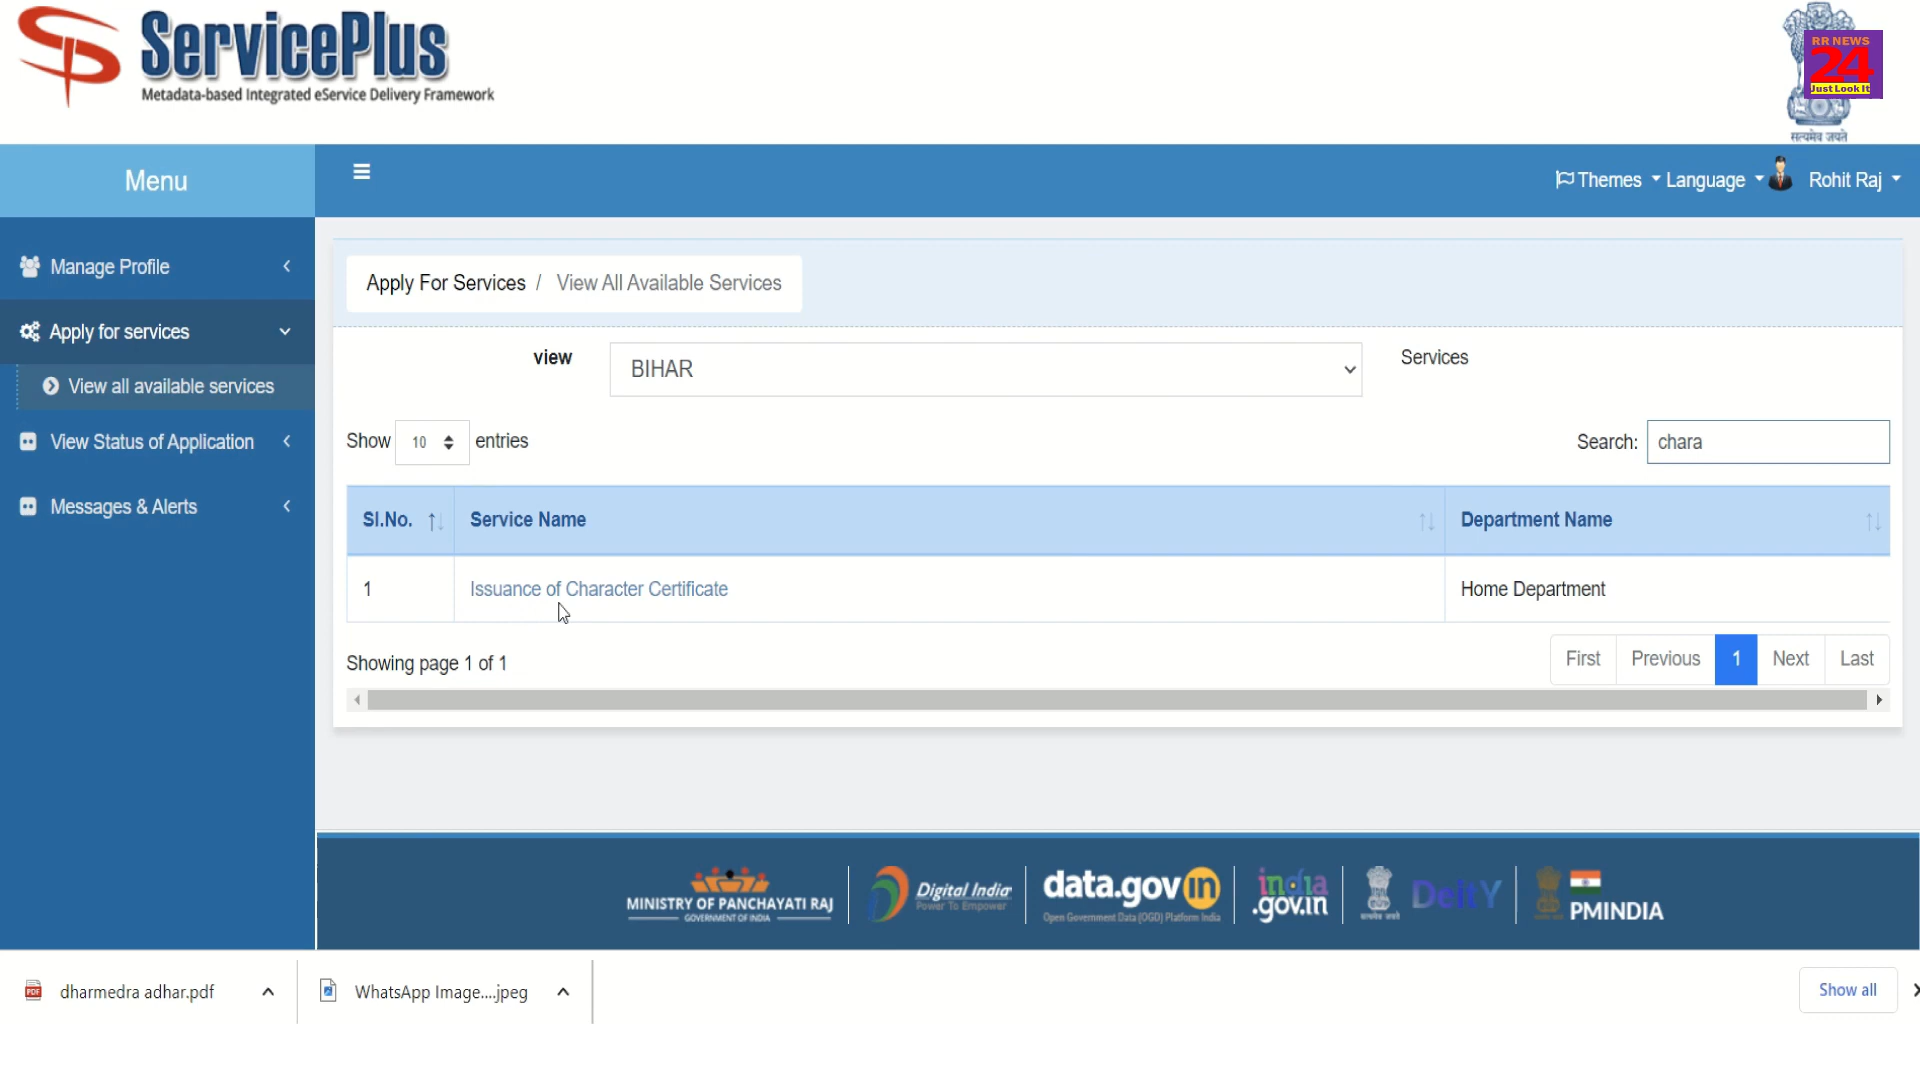 ServicePlus
Metadata-based Integrated eService Delivery Framework
RR NEWS
24
Just Look It
सत्यमेव जयते
Menu
Themes Language Rohit Raj
Manage Profile
Apply for services
View all available services
View Status of Application
Messages & Alerts
Apply For Services / View All Available Services
view BIHAR Services
Show 10 entries Search: chara
Sl.No. Service Name Department Name
1 Issuance of Character Certificate Home Department
Showing page 1 of 1 First Previous 1 Next Last
MINISTRY OF PANCHAYATI RAJ
GOVERNMENT OF INDIA
Digital India
Power To Empower
data.gov in
Open Government Data (OGD) Platform India
india
.gov.in
DeitY
PMINDIA
PDF dharmedra adhar.pdf WhatsApp Image....jpeg Show all